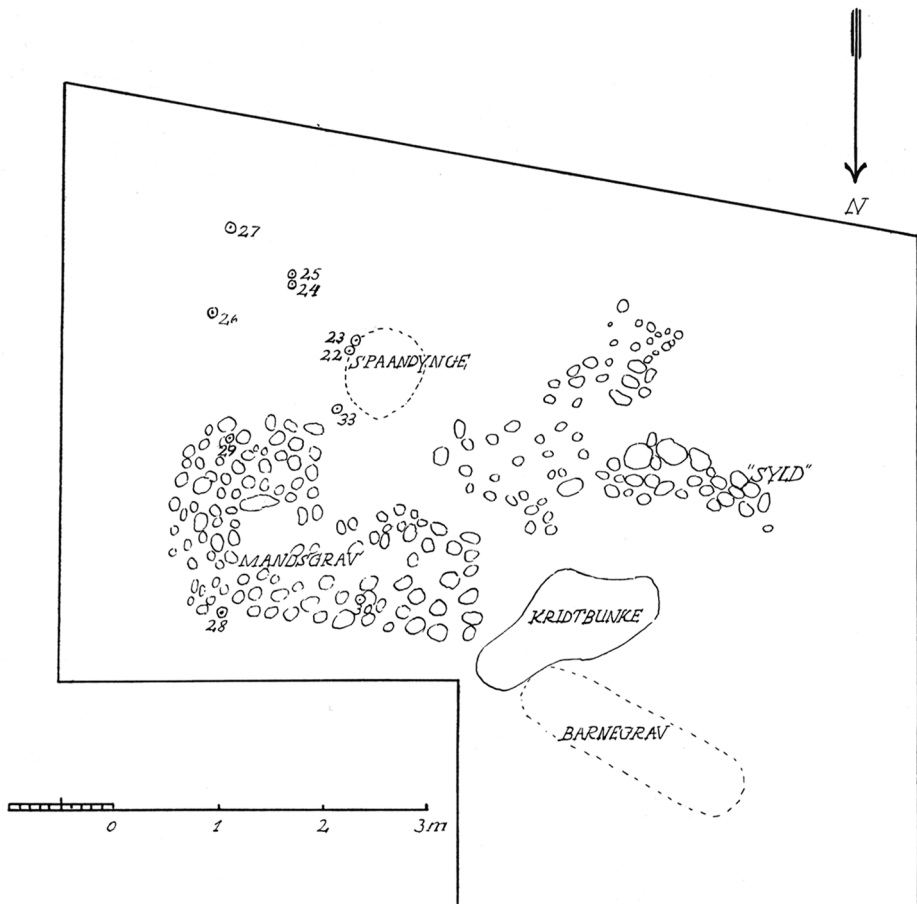 N
27
25
24
26
23
22
SPAANDYNGE
33
29
"SYLD"
MANDSGRAV
30
28
KRIDTBUNKE
BARNEGRAV
0 1 2 3m